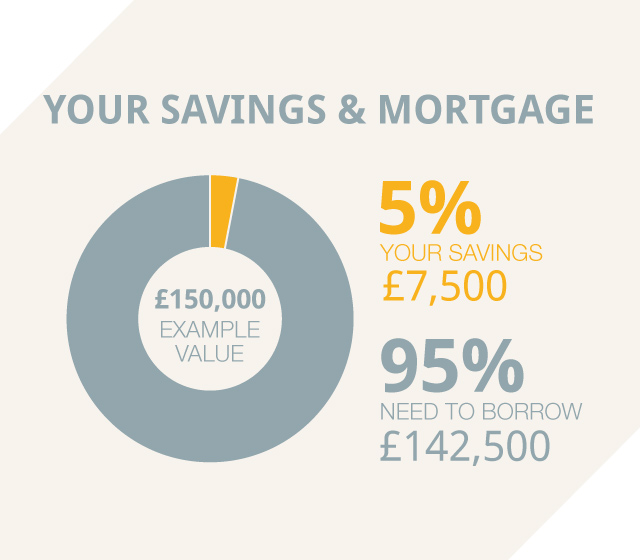 YOUR SAVINGS & MORTGAGE
£150,000
EXAMPLE
VALUE
5%
YOUR SAVINGS
£7,500
95%
NEED TO BORROW
£142,500